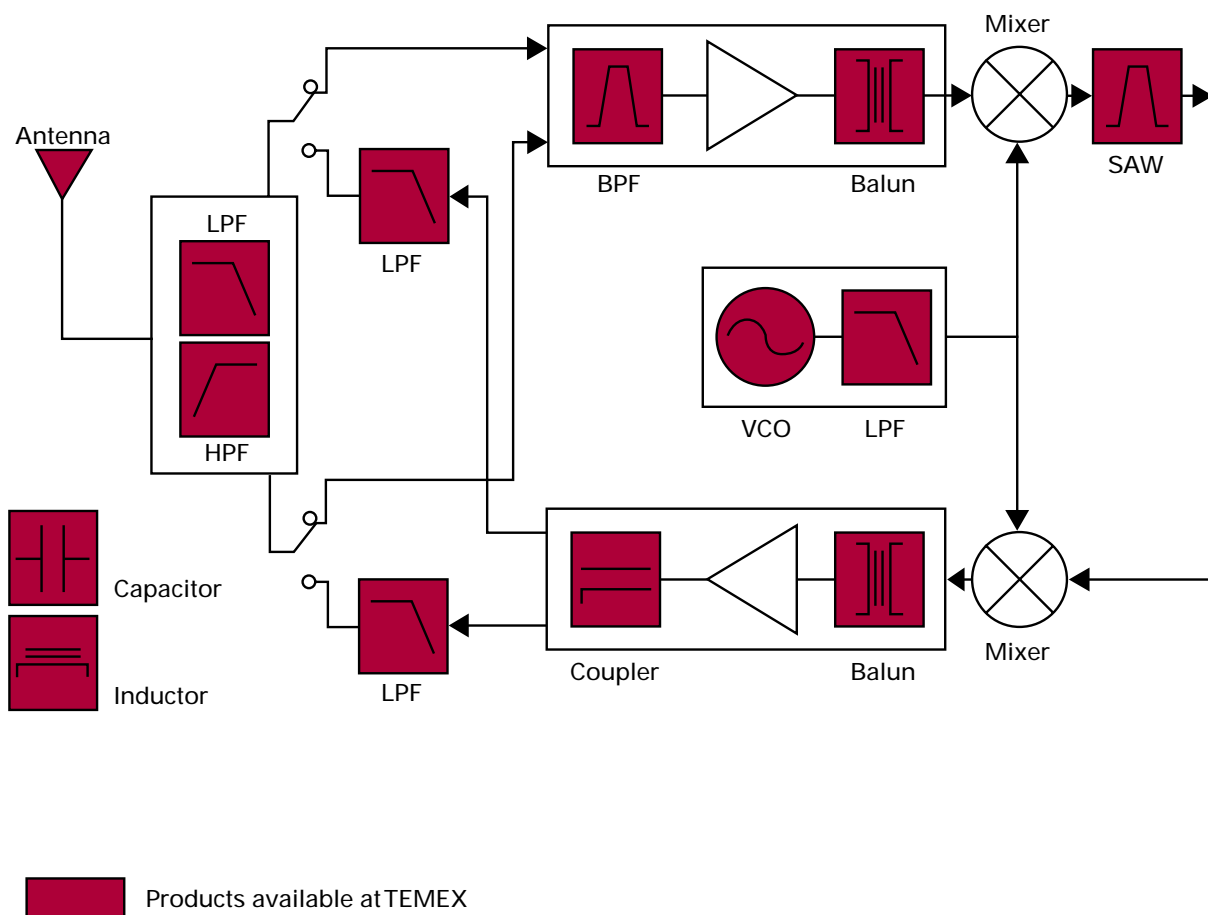 Mixer
Antenna
BPF
Balun
SAW
LPF
LPF
HPF
VCO
LPF
Capacitor
Inductor
LPF
Coupler
Balun
Mixer
Products available at TEMEX